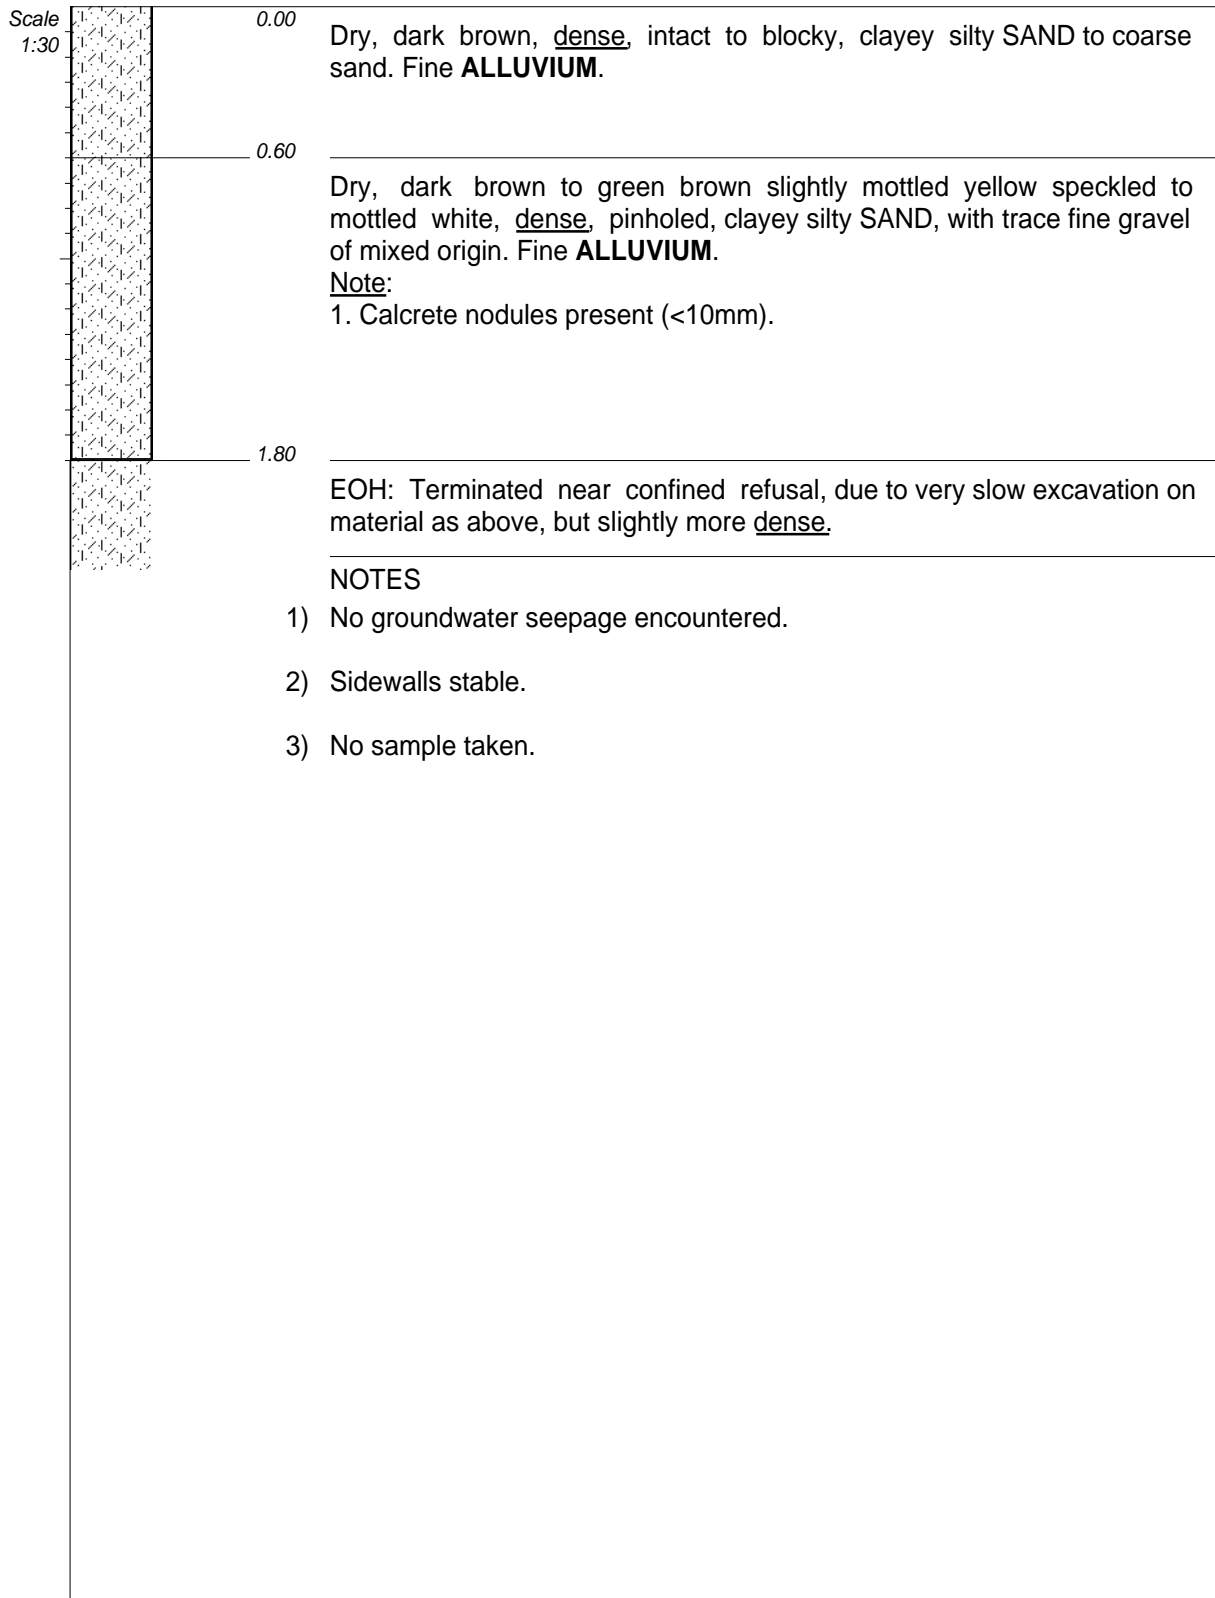 Scale
1:30
0.00
Dry, dark brown, dense, intact to blocky, clayey silty SAND to coarse
sand. Fine ALLUVIUM.
0.60
Dry, dark brown to green brown slightly mottled yellow speckled to
mottled white, dense, pinholed, clayey silty SAND, with trace fine gravel
of mixed origin. Fine ALLUVIUM.
Note:
1. Calcrete nodules present (<10mm).
1.80
EOH: Terminated near confined refusal, due to very slow excavation on
material as above, but slightly more dense.
NOTES
1) No groundwater seepage encountered.
2) Sidewalls stable.
3) No sample taken.